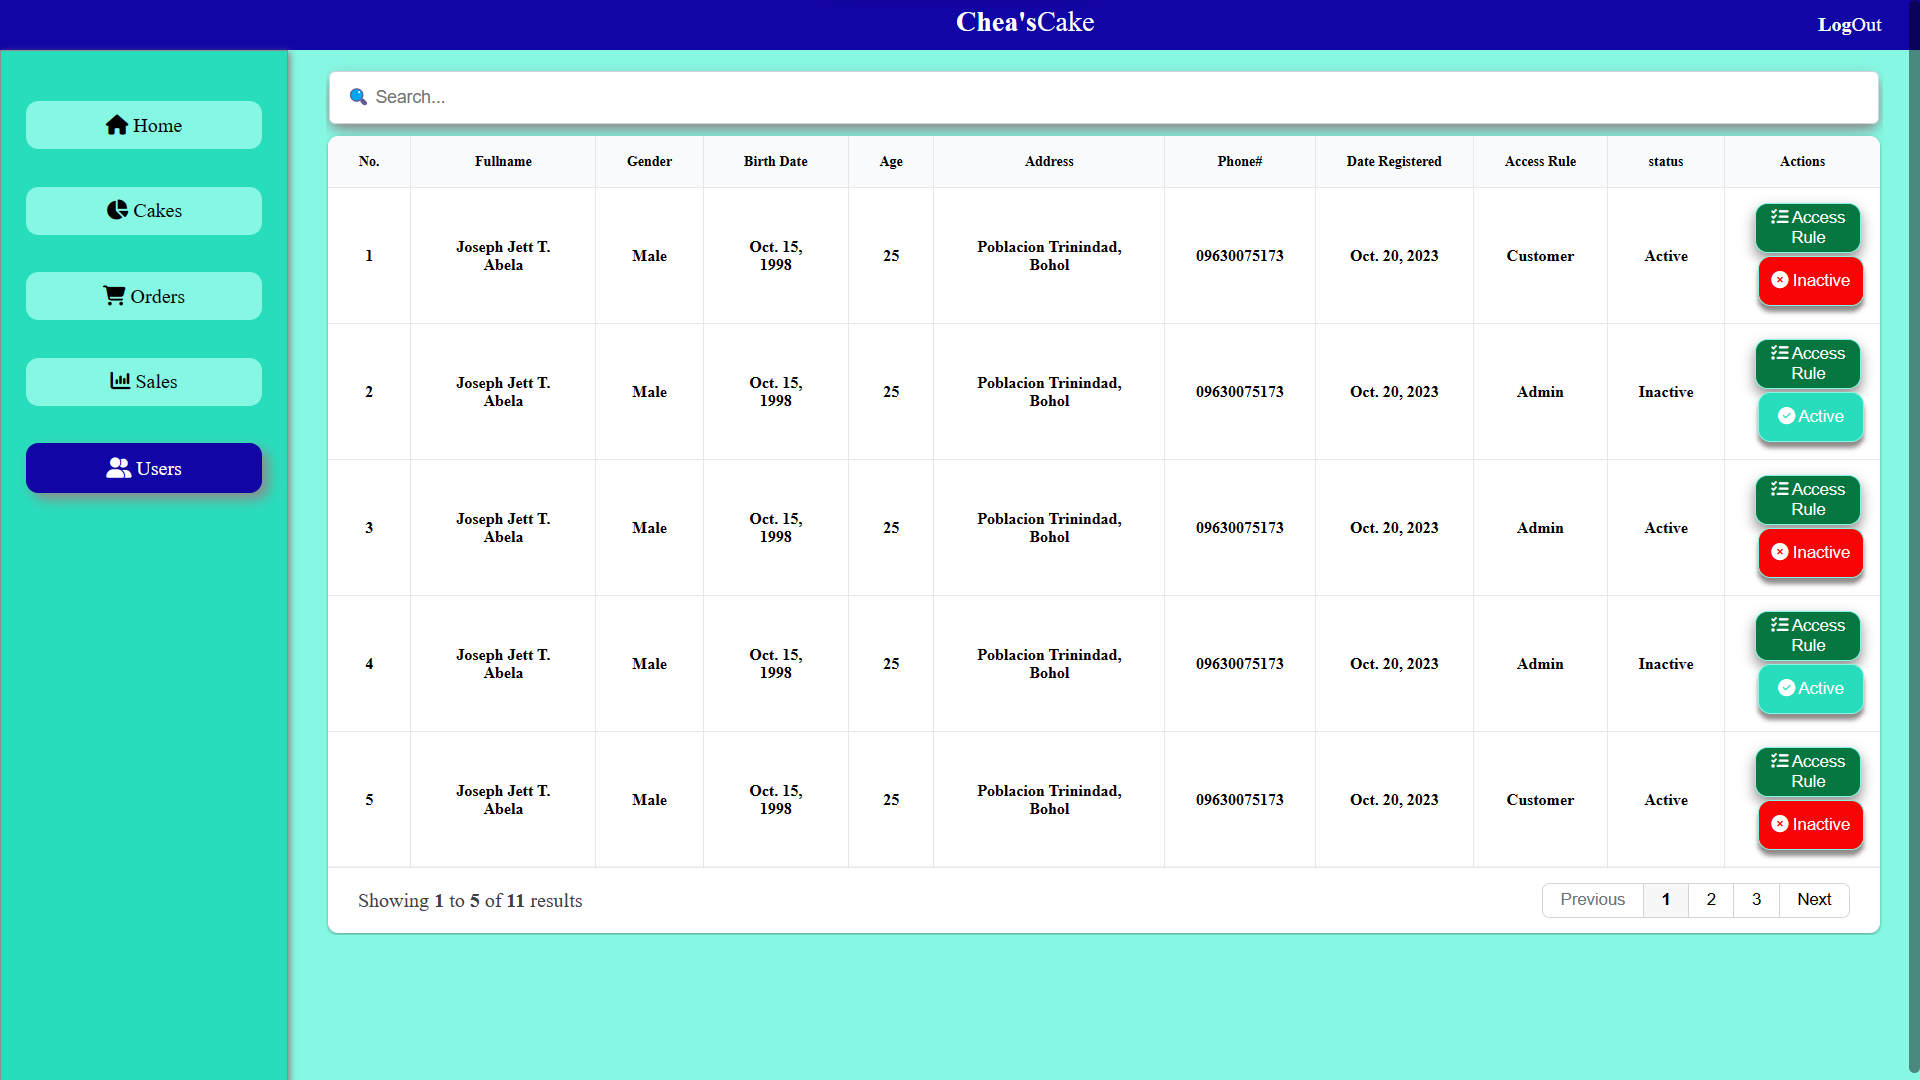 Chea'sCake
LogOut
Home
Cakes
Orders
Sales
Users
Search...
No. Fullname Gender Birth Date Age Address Phone# Date Registered Access Rule status Actions
1 Joseph Jett T. Abela Male Oct. 15, 1998 25 Poblacion Trinindad, Bohol 09630075173 Oct. 20, 2023 Customer Active Access Rule Inactive
2 Joseph Jett T. Abela Male Oct. 15, 1998 25 Poblacion Trinindad, Bohol 09630075173 Oct. 20, 2023 Admin Inactive Access Rule Active
3 Joseph Jett T. Abela Male Oct. 15, 1998 25 Poblacion Trinindad, Bohol 09630075173 Oct. 20, 2023 Admin Active Access Rule Inactive
4 Joseph Jett T. Abela Male Oct. 15, 1998 25 Poblacion Trinindad, Bohol 09630075173 Oct. 20, 2023 Admin Inactive Access Rule Active
5 Joseph Jett T. Abela Male Oct. 15, 1998 25 Poblacion Trinindad, Bohol 09630075173 Oct. 20, 2023 Customer Active Access Rule Inactive
Showing 1 to 5 of 11 results
Previous 1 2 3 Next